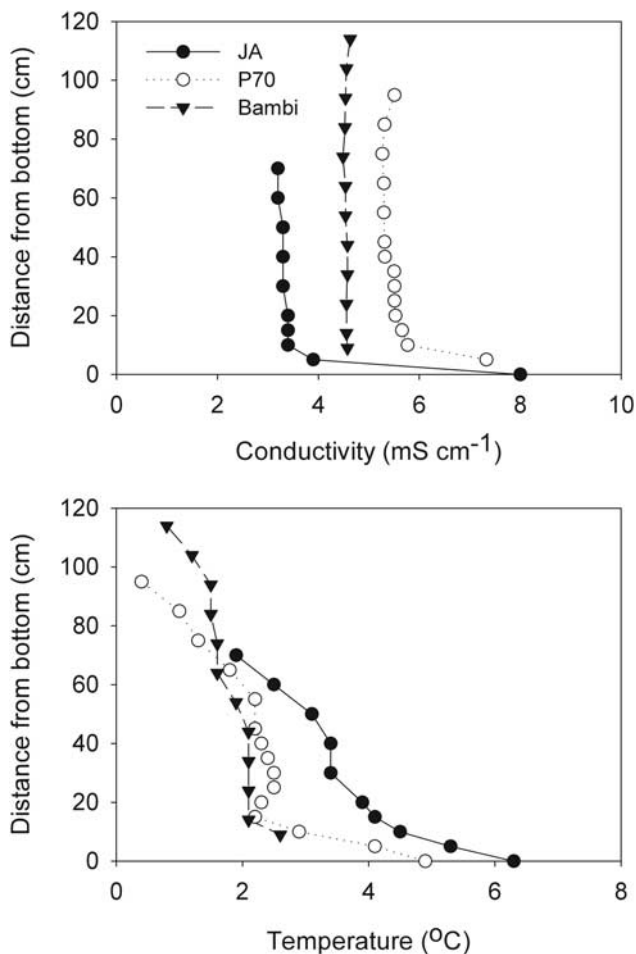 120
100
80
60
40
20
0
Distance from bottom (cm)
JA
P70
Bambi
0 2 4 6 8 10
Conductivity (mS cm-1)
120
100
80
60
40
20
0
Distance from bottom (cm)
0 2 4 6 8
Temperature (oC)